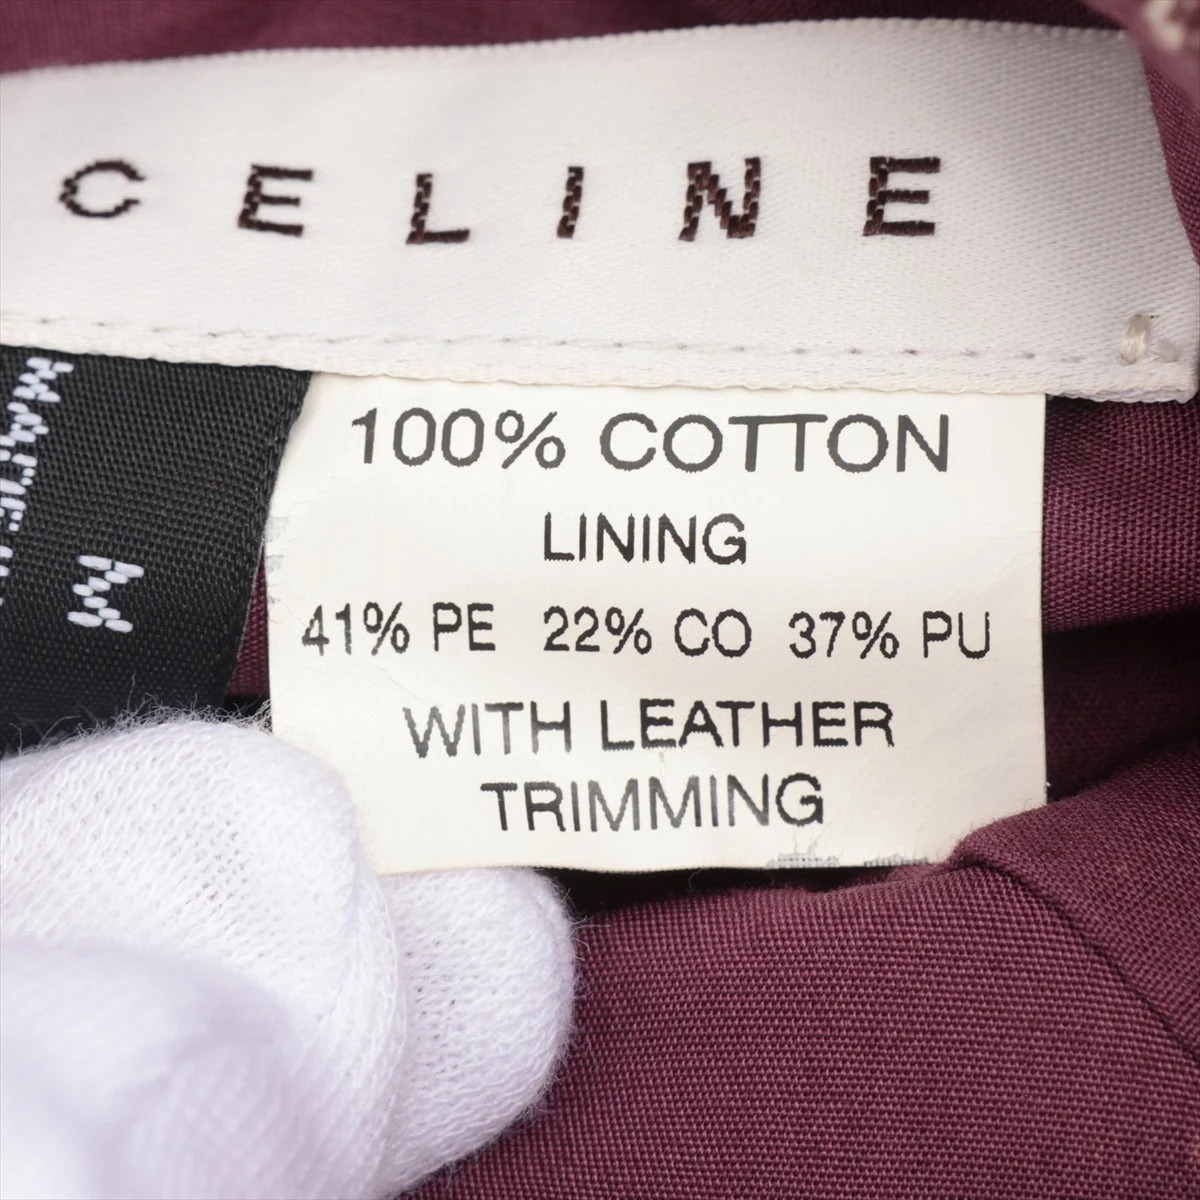 CELINE
M
100% COTTON
LINING
41% PE 22% CO 37% PU
WITH LEATHER
TRIMMING